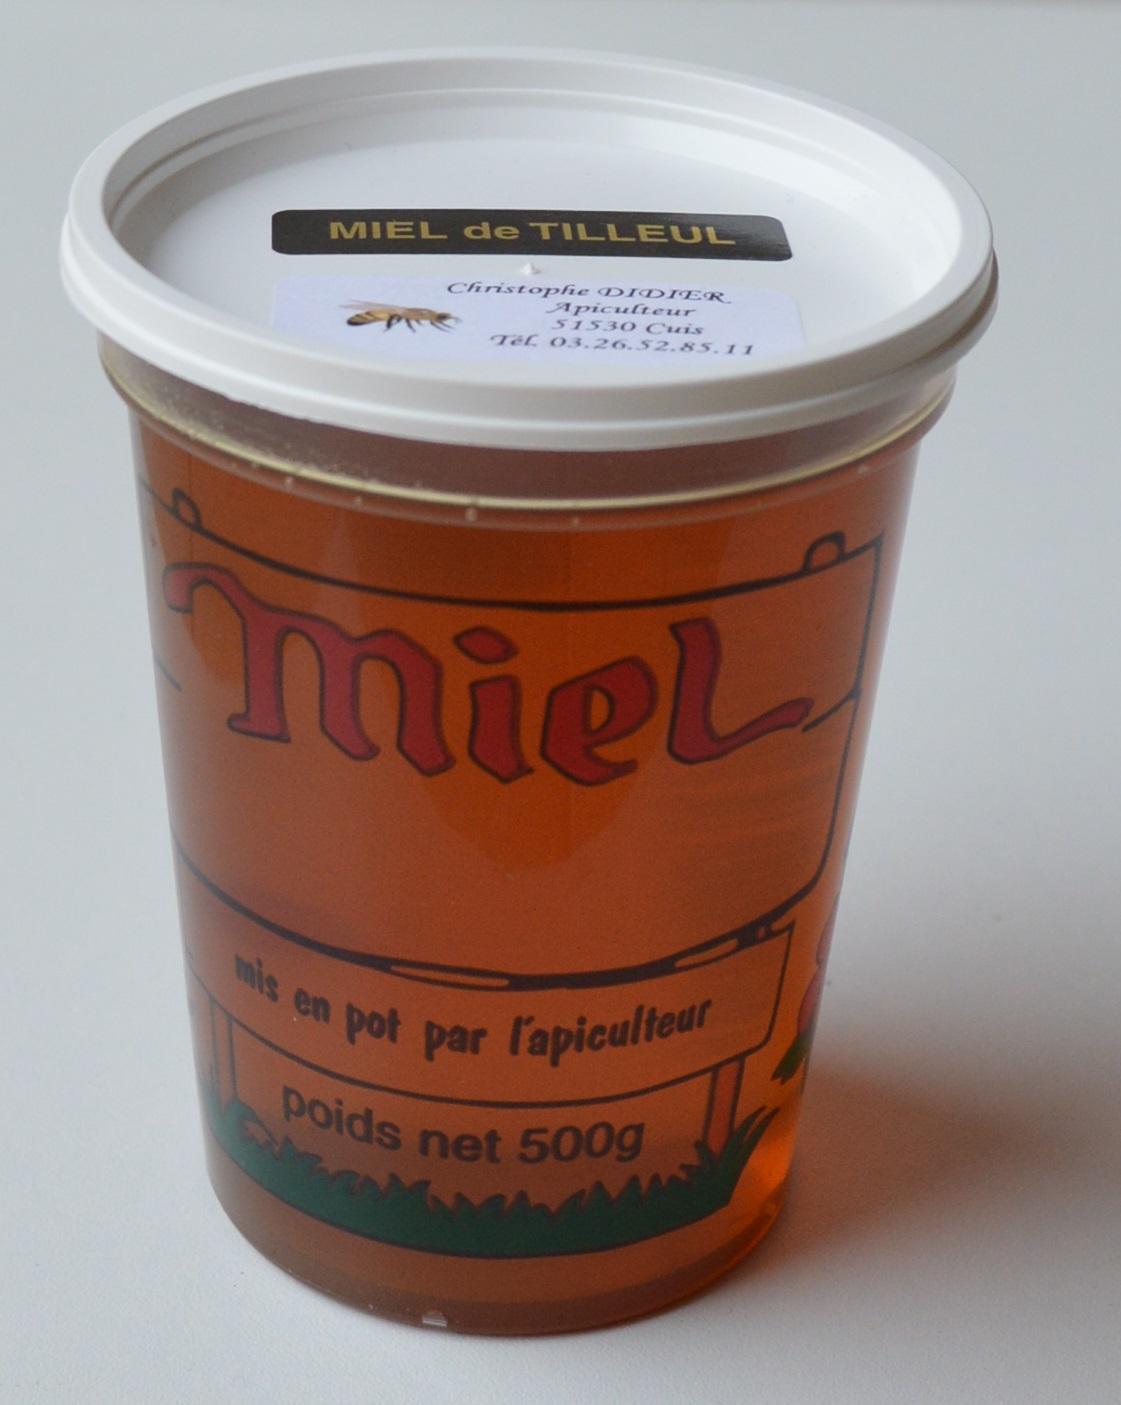 MIEL de TILLEUL
Christophe DIDIER
Apiculteur
51530 Cuis
Tél. 03.26.52.85.11
Miel
mis en pot par l'apiculteur
poids net 500g